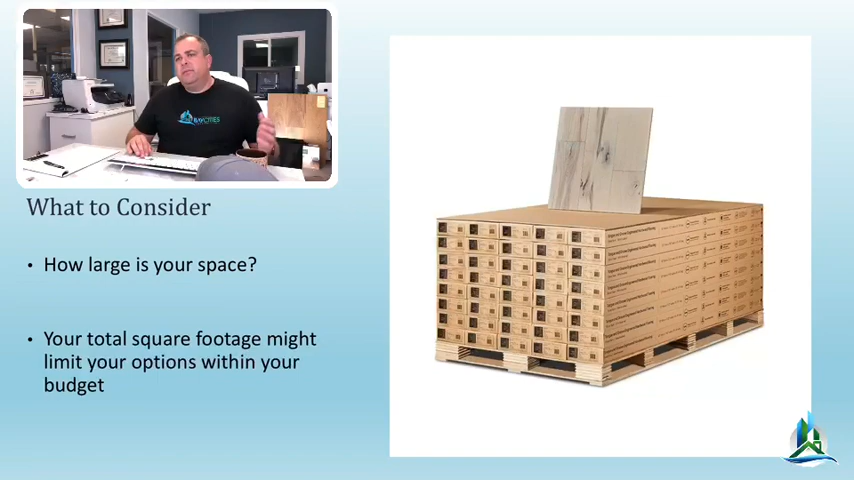 BAYCITIES
What to Consider
• How large is your space?
• Your total square footage might
limit your options within your
budget